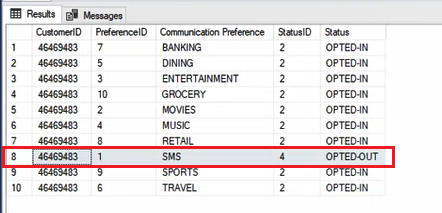 Results Messages
CustomerID PreferenceID Communication Preference StatusID Status
1 46469483 7 BANKING 2 OPTED-IN
2 46469483 5 DINING 2 OPTED-IN
3 46469483 3 ENTERTAINMENT 2 OPTED-IN
4 46469483 10 GROCERY 2 OPTED-IN
5 46469483 2 MOVIES 2 OPTED-IN
6 46469483 4 MUSIC 2 OPTED-IN
7 46469483 8 RETAIL 2 OPTED-IN
8 46469483 1 SMS 4 OPTED-OUT
9 46469483 9 SPORTS 2 OPTED-IN
10 46469483 6 TRAVEL 2 OPTED-IN